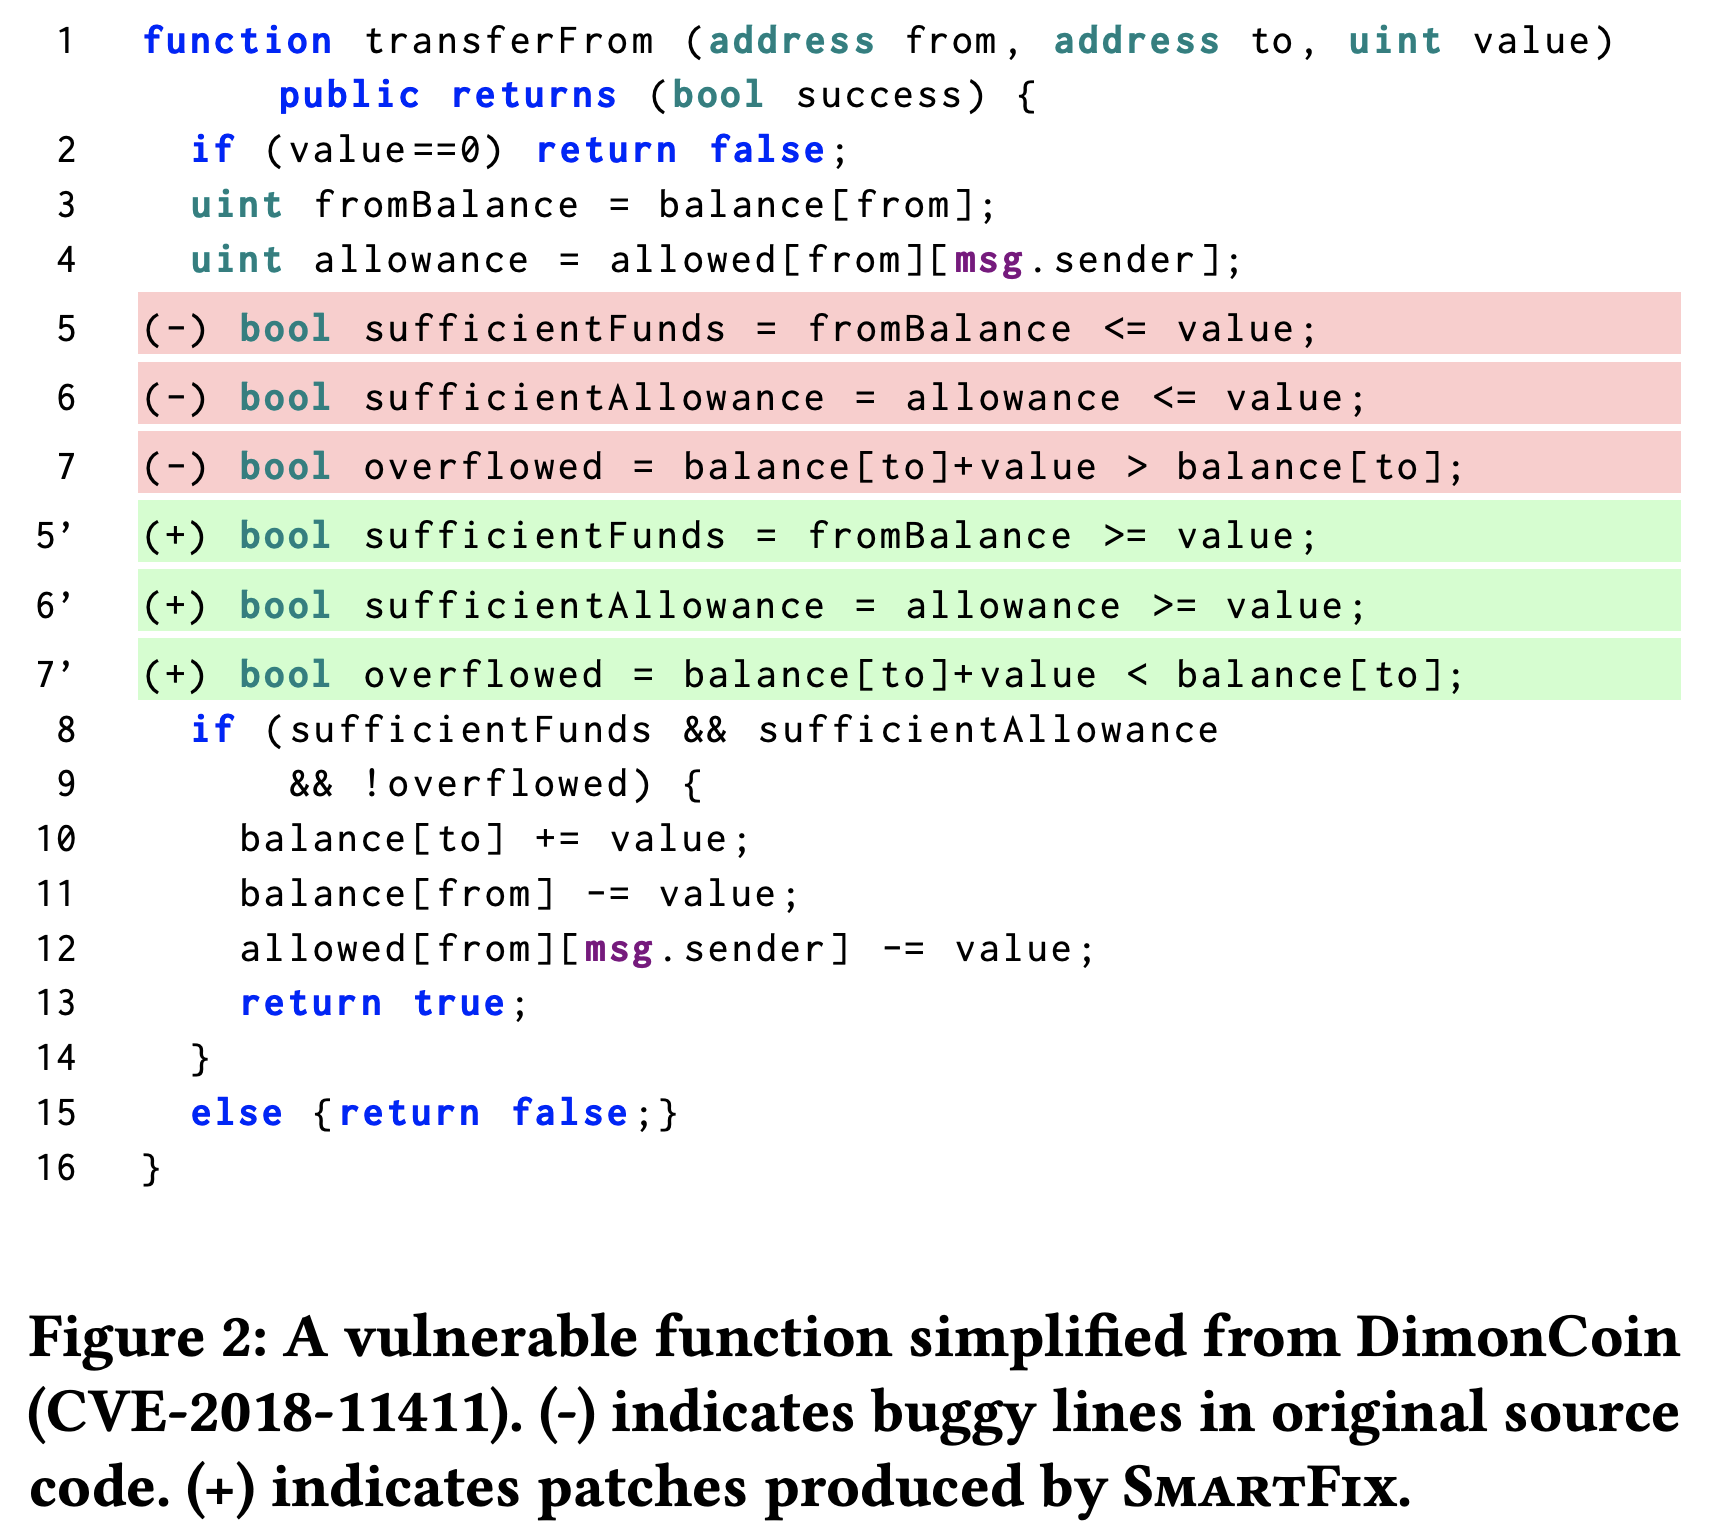 1 function transferFrom (address from, address to, uint value)
public returns (bool success) {
2 if (value==0) return false;
3 uint fromBalance = balance[from];
4 uint allowance = allowed[from][msg.sender];
5 (-) bool sufficientFunds = fromBalance <= value;
6 (-) bool sufficientAllowance = allowance <= value;
7 (-) bool overflowed = balance[to]+value > balance[to];
5’ (+) bool sufficientFunds = fromBalance >= value;
6’ (+) bool sufficientAllowance = allowance >= value;
7’ (+) bool overflowed = balance[to]+value < balance[to];
8 if (sufficientFunds && sufficientAllowance
9 && !overflowed) {
10 balance[to] += value;
11 balance[from] -= value;
12 allowed[from][msg.sender] -= value;
13 return true;
14 }
15 else {return false;}
16 }
Figure 2: A vulnerable function simplified from DimonCoin
(CVE-2018-11411). (-) indicates buggy lines in original source
code. (+) indicates patches produced by SmartFix.